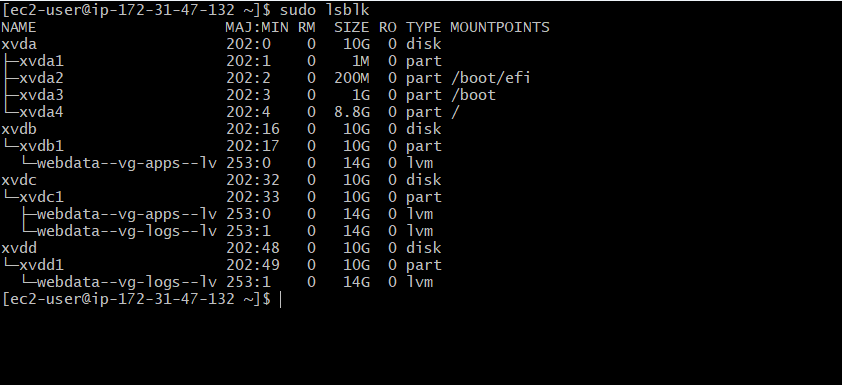 [ec2-user@ip-172-31-47-132 ~]$ sudo lsblk
NAME                     MAJ:MIN RM  SIZE RO TYPE MOUNTPOINTS
xvda                     202:0    0   10G  0 disk
├─xvda1                  202:1    0    1M  0 part
├─xvda2                  202:2    0  200M  0 part /boot/efi
├─xvda3                  202:3    0    1G  0 part /boot
└─xvda4                  202:4    0  8.8G  0 part /
xvdb                     202:16   0   10G  0 disk
└─xvdb1                  202:17   0   10G  0 part
  └─webdata--vg-apps--lv 253:0    0   14G  0 lvm
xvdc                     202:32   0   10G  0 disk
└─xvdc1                  202:33   0   10G  0 part
  ├─webdata--vg-apps--lv 253:0    0   14G  0 lvm
  └─webdata--vg-logs--lv 253:1    0   14G  0 lvm
xvdd                     202:48   0   10G  0 disk
└─xvdd1                  202:49   0   10G  0 part
  └─webdata--vg-logs--lv 253:1    0   14G  0 lvm
[ec2-user@ip-172-31-47-132 ~]$